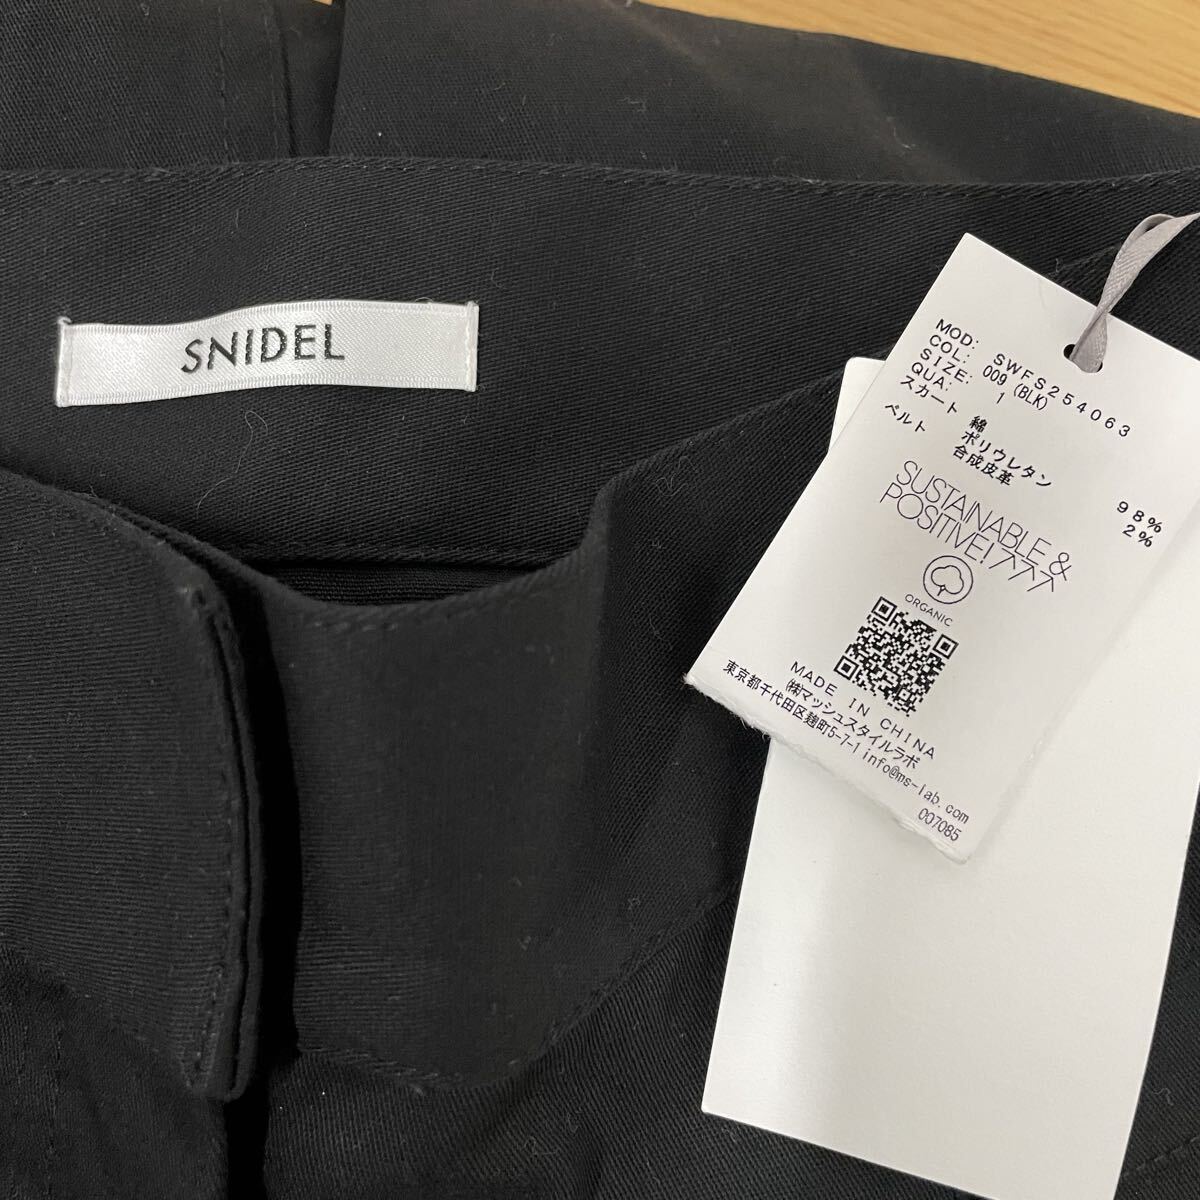 SNIDEL
MOD: SWFS254063
COL: 009 (BLK)
SIZE: 1
QUA:
スカート 綿 98%
ポリウレタン 2%
ベルト 合成皮革
SUSTAINABLE &
POSITIVE!
ORGANIC
MADE IN CHINA
㈱マッシュスタイルラボ
東京都千代田区麹町5-7-1 info@ms-lab.com
007085